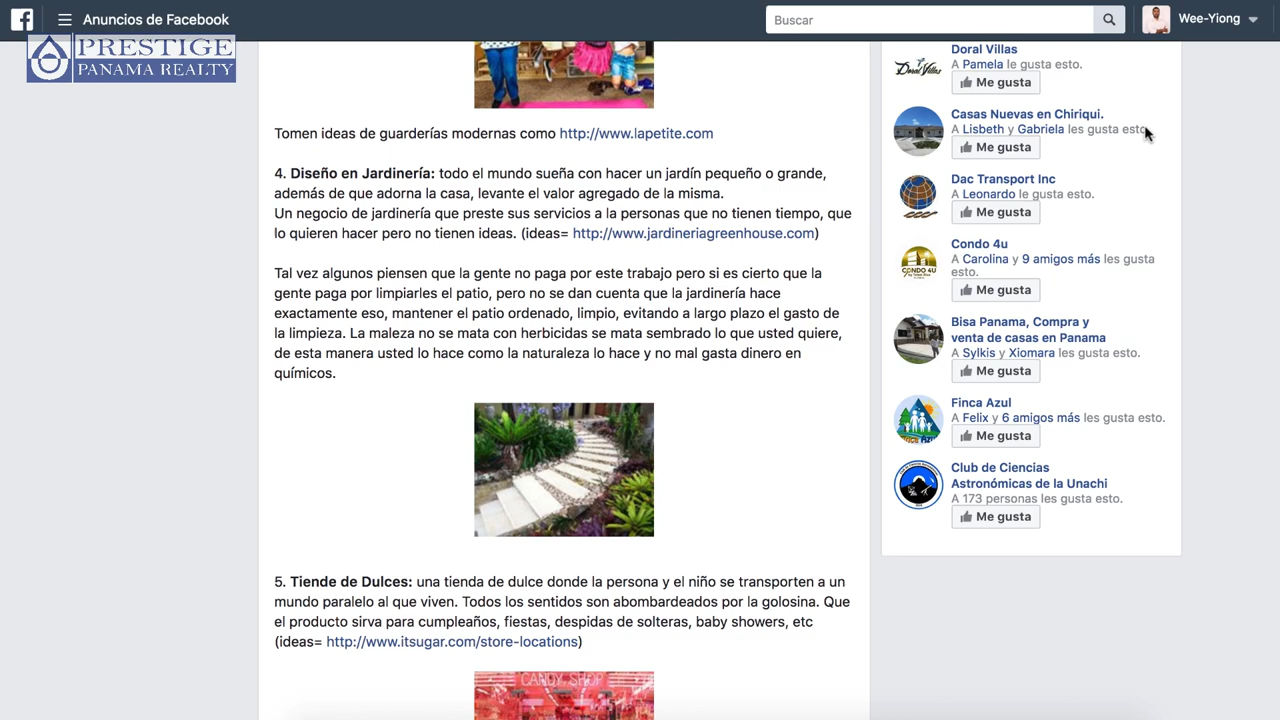 Anuncios de Facebook
Buscar
Wee-Yiong
PRESTIGE
PANAMA REALTY
Tomen ideas de guarderías modernas como http://www.lapetite.com
4. Diseño en Jardinería: todo el mundo sueña con hacer un jardín pequeño o grande,
además de que adorna la casa, levante el valor agregado de la misma.
Un negocio de jardinería que preste sus servicios a la personas que no tienen tiempo, que
lo quieren hacer pero no tienen ideas. (ideas= http://www.jardineriagreenhouse.com)
Tal vez algunos piensen que la gente no paga por este trabajo pero si es cierto que la
gente paga por limpiarles el patio, pero no se dan cuenta que la jardinería hace
exactamente eso, mantener el patio ordenado, limpio, evitando a largo plazo el gasto de
la limpieza. La maleza no se mata con herbicidas se mata sembrado lo que usted quiere,
de esta manera usted lo hace como la naturaleza lo hace y no mal gasta dinero en
químicos.
5. Tiende de Dulces: una tienda de dulce donde la persona y el niño se transporten a un
mundo paralelo al que viven. Todos los sentidos son abombardeados por la golosina. Que
el producto sirva para cumpleaños, fiestas, despidas de solteras, baby showers, etc
(ideas= http://www.itsugar.com/store-locations)
CANDY SHOP
Doral Villas
Doral Villas
A Pamela le gusta esto.
Me gusta
Casas Nuevas en Chiriqui.
A Lisbeth y Gabriela les gusta esto.
Me gusta
Dac Transport Inc
A Leonardo le gusta esto.
Me gusta
CONDO 4U
Condo 4u
A Carolina y 9 amigos más les gusta
esto.
Me gusta
Bisa Panama, Compra y
venta de casas en Panama
A Sylkis y Xiomara les gusta esto.
Me gusta
Finca Azul
A Felix y 6 amigos más les gusta esto.
Me gusta
Club de Ciencias
Astronómicas de la Unachi
A 173 personas les gusta esto.
Me gusta